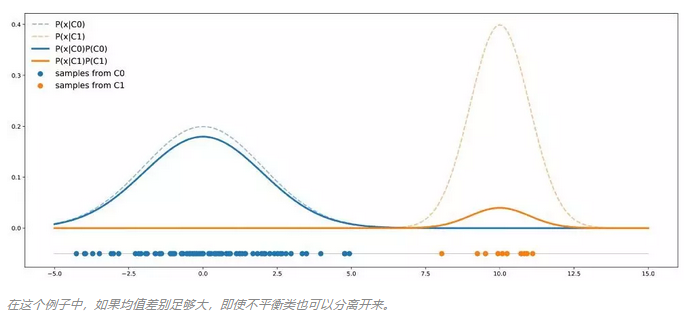 P(x|C0)
P(x|C1)
P(x|C0)P(C0)
P(x|C1)P(C1)
samples from C0
samples from C1
0.4
0.3
0.2
0.1
0.0
−5.0 −2.5 0.0 2.5 5.0 7.5 10.0 12.5 15.0
在这个例子中，如果均值差别足够大，即使不平衡类也可以分离开来。